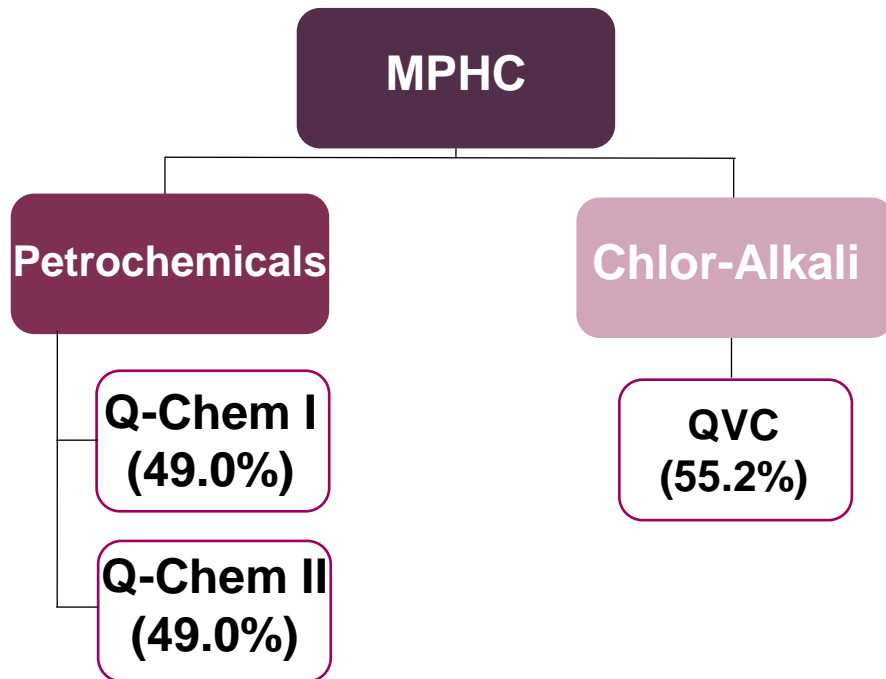 MPHC
Petrochemicals
Chlor-Alkali
Q-Chem I
(49.0%)
QVC
(55.2%)
Q-Chem II
(49.0%)